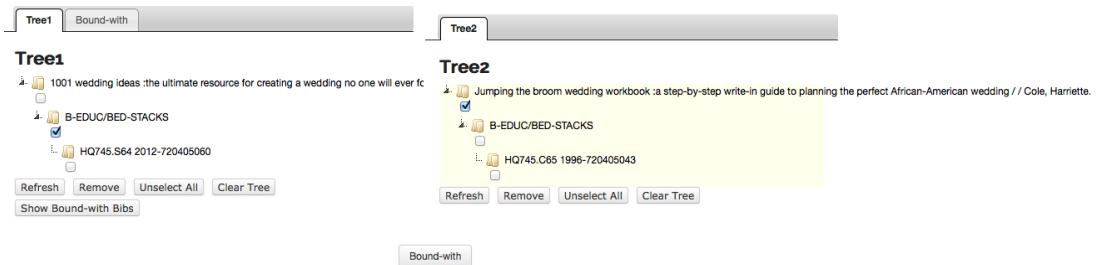 Tree1 Bound-with
Tree1
1001 wedding ideas :the ultimate resource for creating a wedding no one will ever fo
B-EDUC/BED-STACKS
HQ745.S64 2012-720405060
Refresh Remove Unselect All Clear Tree
Show Bound-with Bibs
Tree2
Tree2
Jumping the broom wedding workbook :a step-by-step write-in guide to planning the perfect African-American wedding / / Cole, Harriette.
B-EDUC/BED-STACKS
HQ745.C65 1996-720405043
Refresh Remove Unselect All Clear Tree
Bound-with